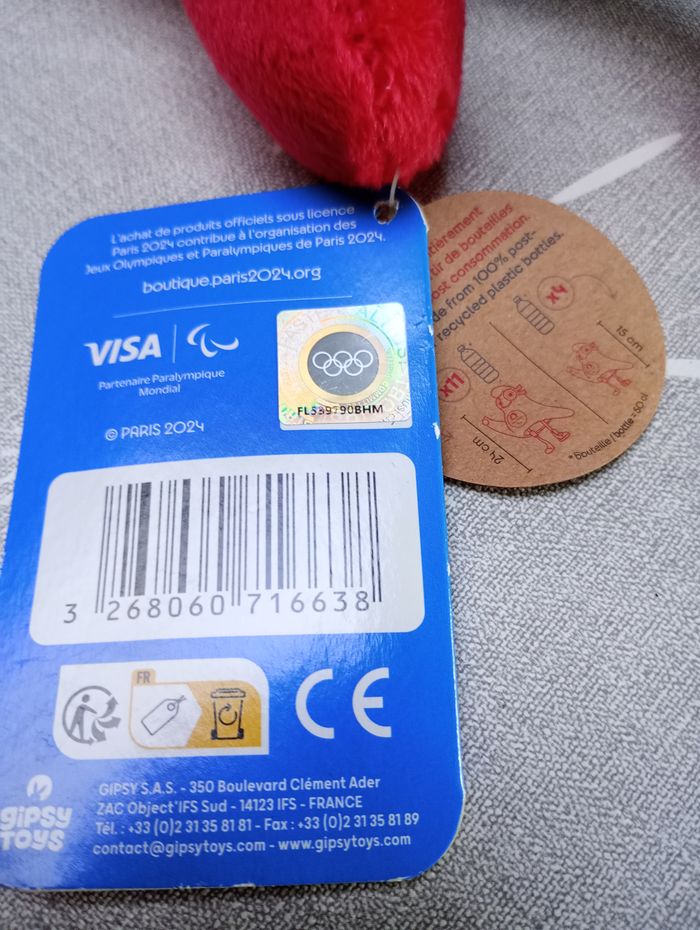 L'achat de produits officiels sous licence
Paris 2024 contribue à l'organisation des
Jeux Olympiques et Paralympiques de Paris 2024.
boutique.paris2024.org
VISA
Partenaire Paralympique
Mondial
© PARIS 2024
FL589790BHM
3 268060 716638
FR
CE
gipsy
TOYS
GIPSY S.A.S. - 350 Boulevard Clément Ader
ZAC Object'IFS Sud - 14123 IFS - FRANCE
Tél. : +33 (0)2 31 35 81 81 - Fax : +33 (0)2 31 35 81 89
contact@gipsytoys.com - www.gipsytoys.com
de bouteilles
consommation.
from 100% post-
recycled plastic bottles.
x4
15 cm
x11
24 cm
* bouteille / bottle = 50 cl